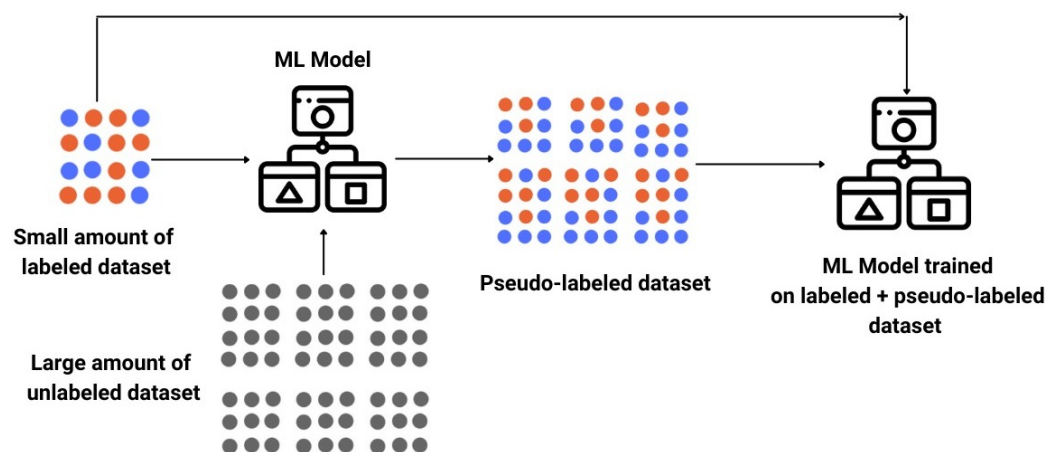 ML Model
Small amount of
labeled dataset
Pseudo-labeled dataset
ML Model trained
on labeled + pseudo-labeled
dataset
Large amount of
unlabeled dataset